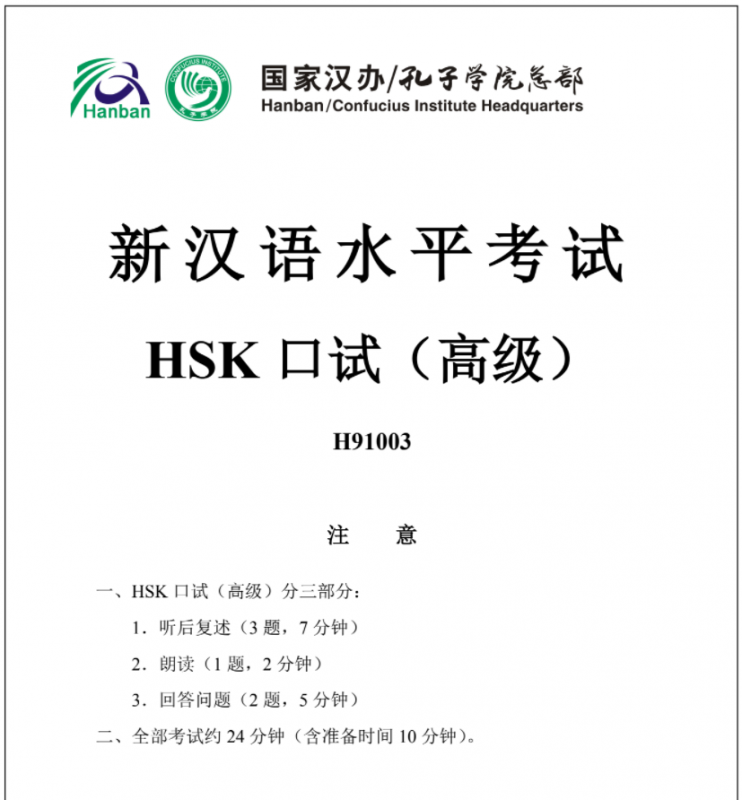 国家汉办/孔子学院总部
Hanban
CONFUCIUS INSTITUTE
孔子学院
Hanban/Confucius Institute Headquarters
新汉语水平考试
HSK 口试（高级）
H91003
注 意
一、HSK 口试（高级）分三部分：
1．听后复述（3 题，7 分钟）
2．朗读（1 题，2 分钟）
3．回答问题（2 题，5 分钟）
二、全部考试约 24 分钟（含准备时间 10 分钟）。